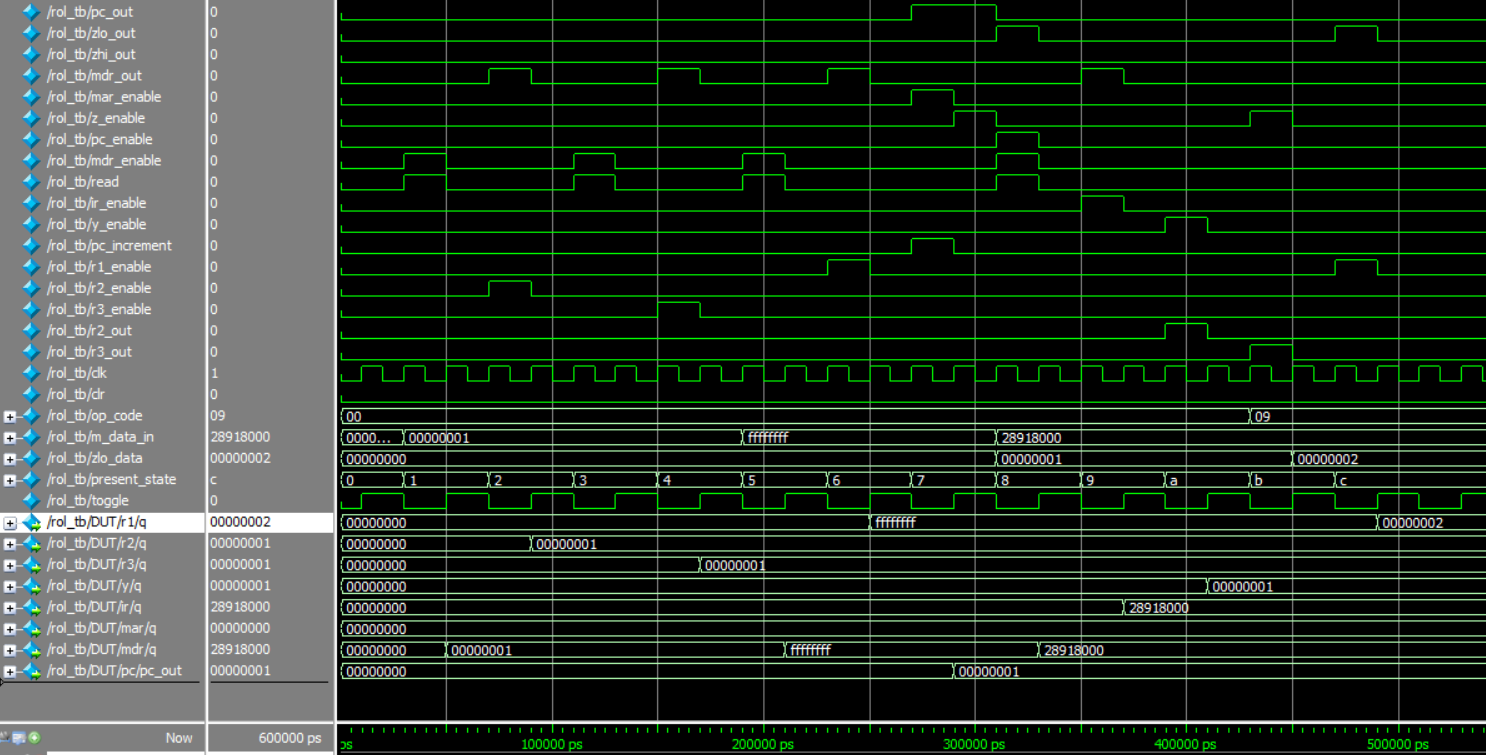 /rol_tb/pc_out 0
/rol_tb/zlo_out 0
/rol_tb/zhi_out 0
/rol_tb/mdr_out 0
/rol_tb/mar_enable 0
/rol_tb/z_enable 0
/rol_tb/pc_enable 0
/rol_tb/mdr_enable 0
/rol_tb/read 0
/rol_tb/ir_enable 0
/rol_tb/y_enable 0
/rol_tb/pc_increment 0
/rol_tb/r1_enable 0
/rol_tb/r2_enable 0
/rol_tb/r3_enable 0
/rol_tb/r2_out 0
/rol_tb/r3_out 0
/rol_tb/clk 1
/rol_tb/clr 0
/rol_tb/op_code 09 00 09
/rol_tb/m_data_in 28918000 0000... 00000001 ffffffff 28918000
/rol_tb/zlo_data 00000002 00000000 00000001 00000002
/rol_tb/present_state c 0 1 2 3 4 5 6 7 8 9 a b c
/rol_tb/toggle 0
/rol_tb/DUT/r1/q 00000002 00000000 ffffffff 00000002
/rol_tb/DUT/r2/q 00000001 00000000 00000001
/rol_tb/DUT/r3/q 00000001 00000000 00000001
/rol_tb/DUT/y/q 00000001 00000000 00000001
/rol_tb/DUT/ir/q 28918000 00000000 28918000
/rol_tb/DUT/mar/q 00000000 00000000
/rol_tb/DUT/mdr/q 28918000 00000000 00000001 ffffffff 28918000
/rol_tb/DUT/pc/pc_out 00000001 00000000 00000001
Now 600000 ps ps 100000 ps 200000 ps 300000 ps 400000 ps 500000 ps